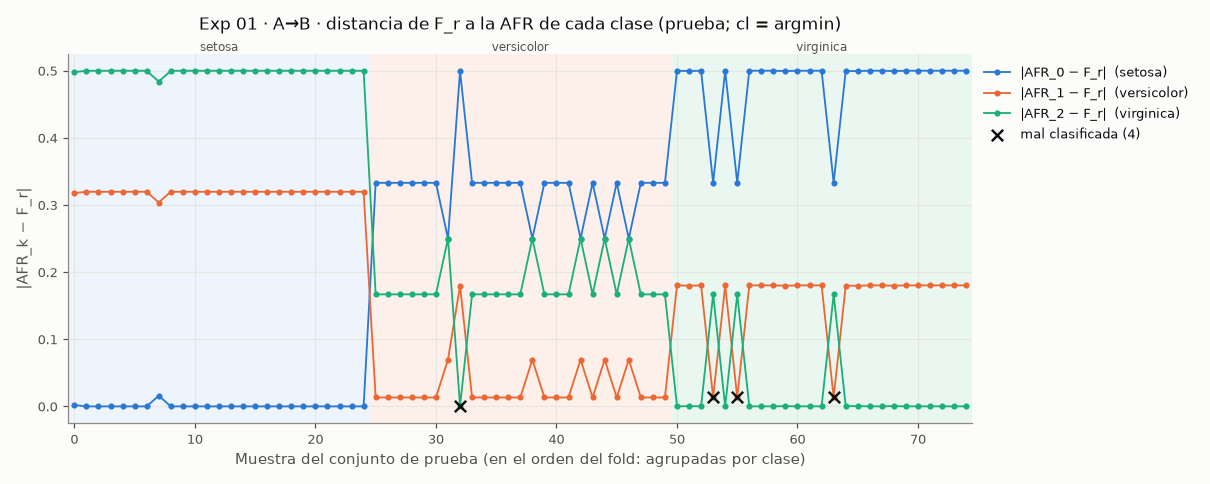 Exp 01 · A→B · distancia de F_r a la AFR de cada clase (prueba; cl = argmin)
setosa
versicolor
virginica
|AFR_0 − F_r|  (setosa)
|AFR_1 − F_r|  (versicolor)
|AFR_2 − F_r|  (virginica)
mal clasificada (4)
|AFR_k − F_r|
0.5
0.4
0.3
0.2
0.1
0.0
0
10
20
30
40
50
60
70
Muestra del conjunto de prueba (en el orden del fold: agrupadas por clase)